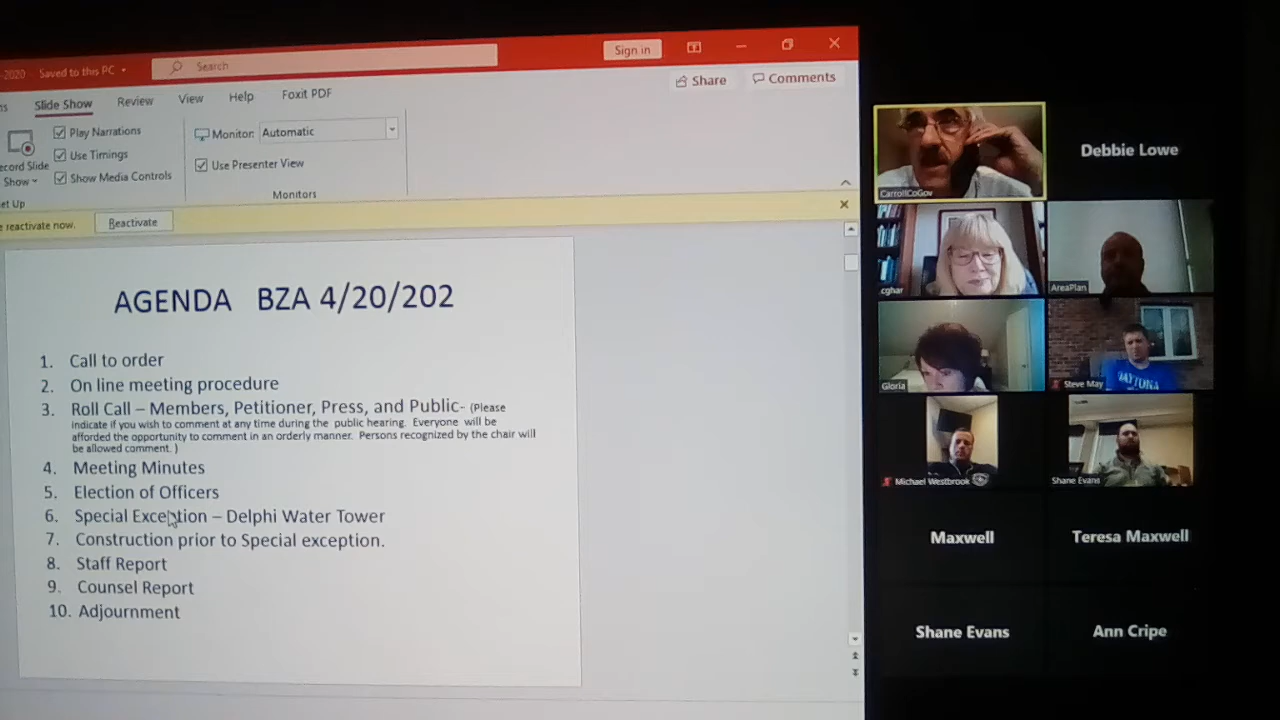 -2020 Saved to this PC
Search
Sign in
Slide Show Review View Help Foxit PDF
Share Comments
Play Narrations
Use Timings
Show Media Controls
Monitor: Automatic
Use Presenter View
Record Slide
Show
Set Up
Monitors
reactivate now. Reactivate
AGENDA BZA 4/20/202
1. Call to order
2. On line meeting procedure
3. Roll Call – Members, Petitioner, Press, and Public- (Please
indicate if you wish to comment at any time during the public hearing. Everyone will be
afforded the opportunity to comment in an orderly manner. Persons recognized by the chair will
be allowed comment. )
4. Meeting Minutes
5. Election of Officers
6. Special Exception – Delphi Water Tower
7. Construction prior to Special exception.
8. Staff Report
9. Counsel Report
10. Adjournment
CarrollCoGov
Debbie Lowe
cghar
AreaPlan
Gloria
Steve May
DAYTONA
Michael Westbrook
Shane Evans
Maxwell
Teresa Maxwell
Shane Evans
Ann Cripe